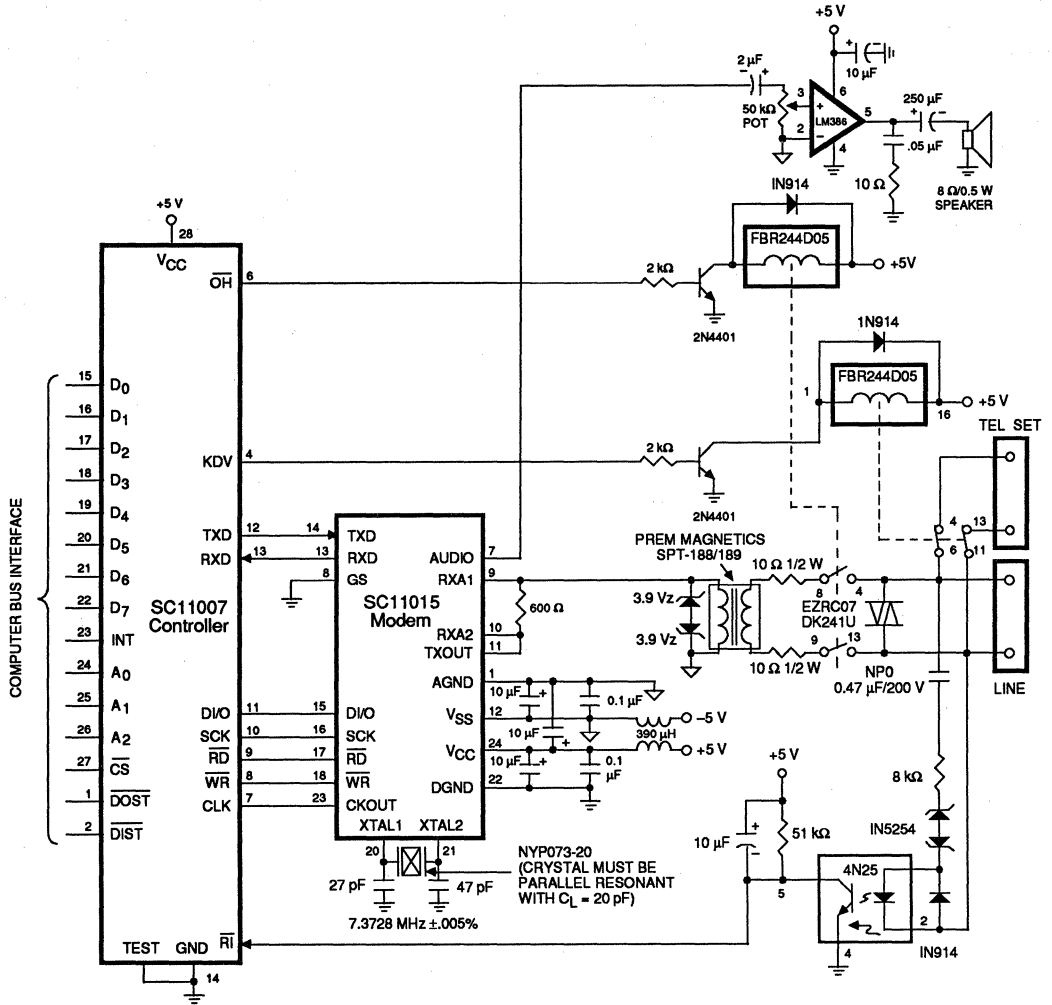 +5 V
10 µF
2 µF
50 kΩ
POT
3
6
2
4
5
LM386
250 µF
.05 µF
10 Ω
8 Ω/0.5 W
SPEAKER
IN914
FBR244D05
+5V
2 kΩ
2N4401
+5 V
28
VCC
OH
6
1N914
FBR244D05
1
16
+5 V
TEL SET
KDV
4
2 kΩ
2N4401
COMPUTER BUS INTERFACE
15 D0
16 D1
17 D2
18 D3
19 D4
20 D5
21 D6
22 D7
23 INT
24 A0
25 A1
26 A2
27 CS
1 DOST
2 DIST
SC11007
Controller
TXD 12 14 TXD
RXD 13 13 RXD
8 GS
SC11015
Modem
AUDIO 7
RXA1 9
600 Ω
RXA2 10
TXOUT 11
AGND 1
VSS 12
VCC 24
DGND 22
DI/O 11 15 DI/O
SCK 10 16 SCK
RD 9 17 RD
WR 8 18 WR
CLK 7 23 CKOUT
XTAL1 XTAL2
20 21
27 pF
47 pF
7.3728 MHz ±.005%
NYP073-20
(CRYSTAL MUST BE
PARALLEL RESONANT
WITH CL = 20 pF)
10 µF
0.1 µF
10 µF
10 µF
0.1
µF
390 µH
–5 V
+5 V
PREM MAGNETICS
SPT-188/189
3.9 Vz
3.9 Vz
10 Ω 1/2 W
10 Ω 1/2 W
8
4
9
13
EZRC07
DK241U
4
6
13
11
NP0
0.47 µF/200 V
LINE
8 kΩ
IN5254
+5 V
10 µF
51 kΩ
5
4N25
2
4
IN914
RI
TEST GND
14